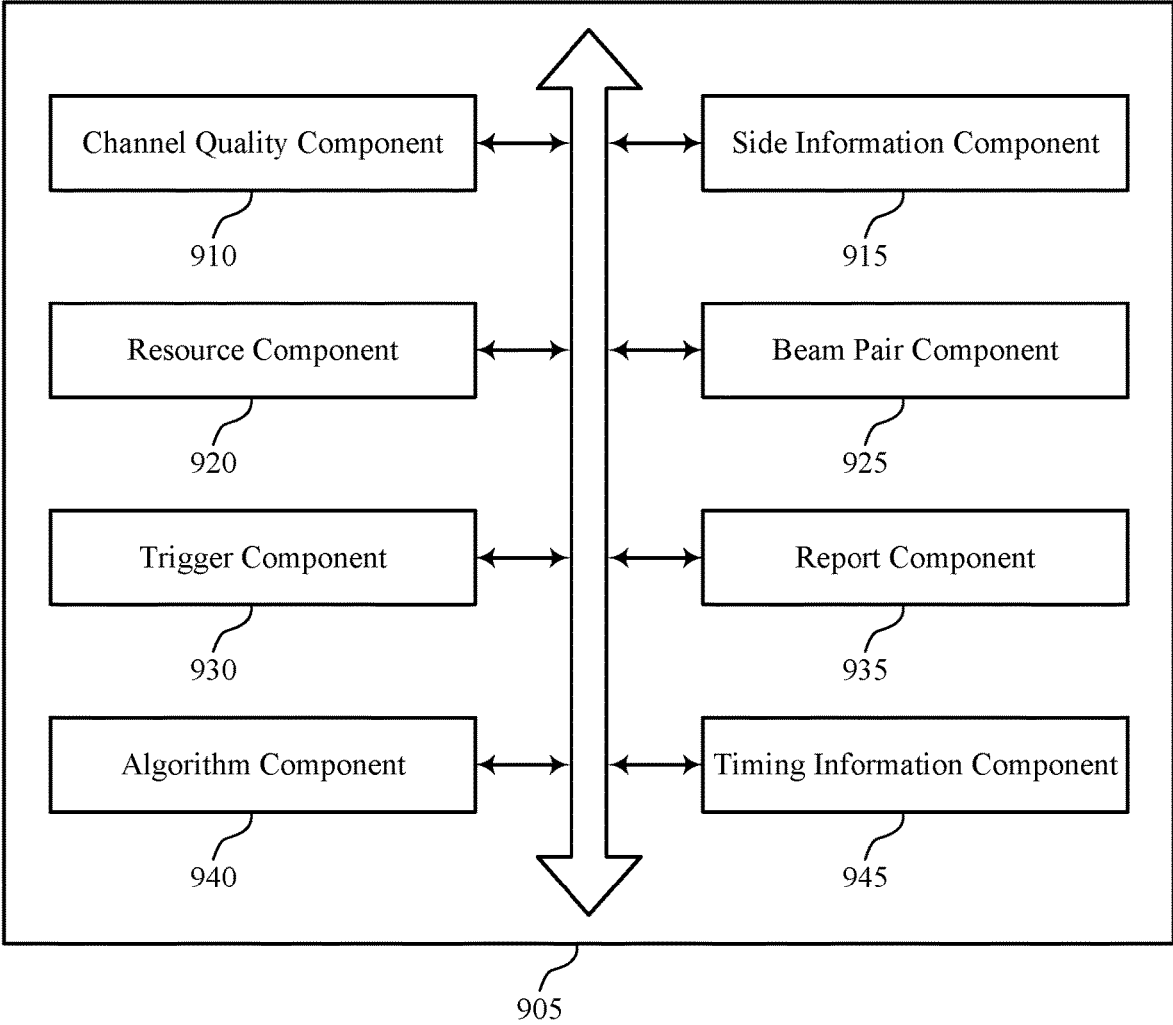 Channel Quality Component
Side Information Component
910
915
Resource Component
Beam Pair Component
920
925
Trigger Component
Report Component
930
935
Algorithm Component
Timing Information Component
940
945
905